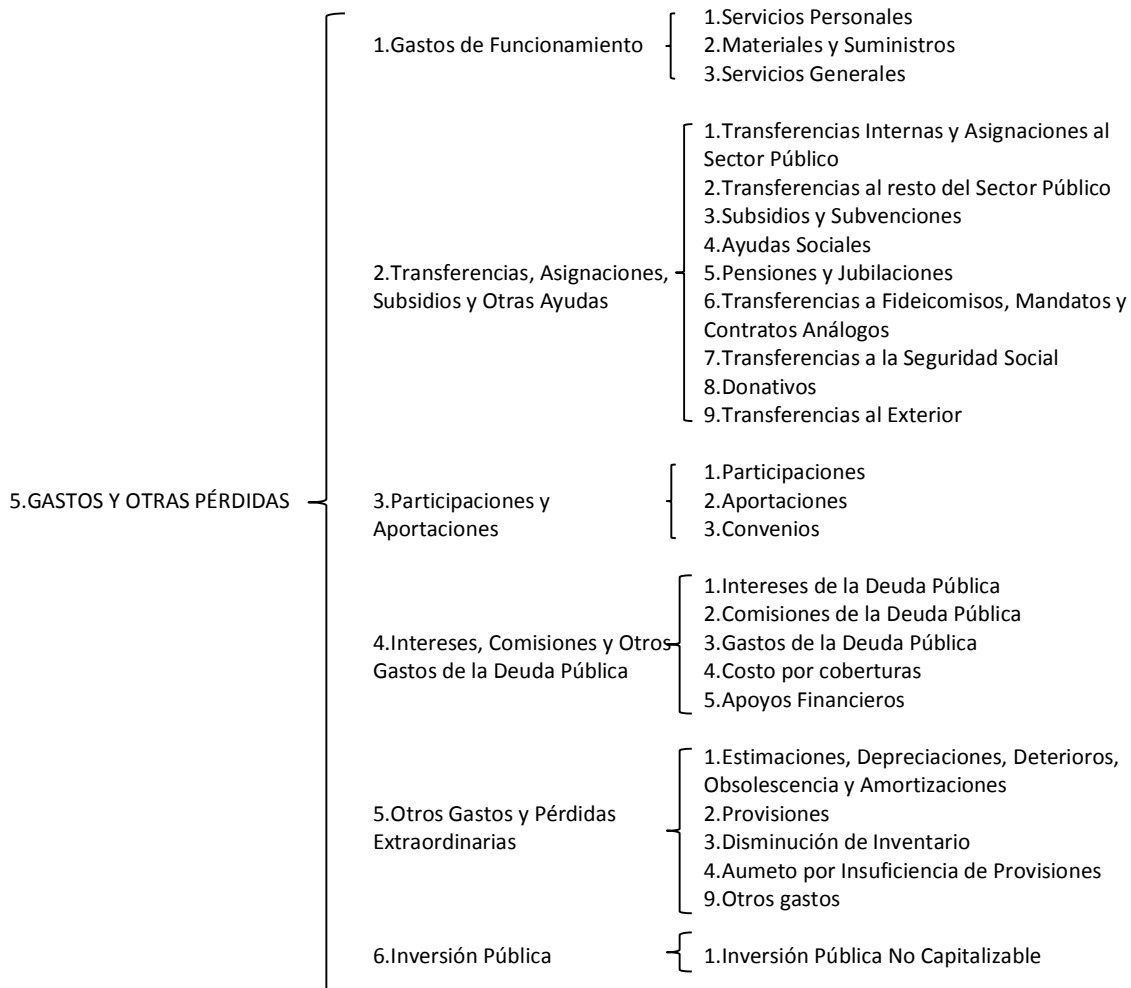 5.GASTOS Y OTRAS PÉRDIDAS
1.Gastos de Funcionamiento
1.Servicios Personales
2.Materiales y Suministros
3.Servicios Generales
2.Transferencias, Asignaciones,
Subsidios y Otras Ayudas
1.Transferencias Internas y Asignaciones al
Sector Público
2.Transferencias al resto del Sector Público
3.Subsidios y Subvenciones
4.Ayudas Sociales
5.Pensiones y Jubilaciones
6.Transferencias a Fideicomisos, Mandatos y
Contratos Análogos
7.Transferencias a la Seguridad Social
8.Donativos
9.Transferencias al Exterior
3.Participaciones y
Aportaciones
1.Participaciones
2.Aportaciones
3.Convenios
4.Intereses, Comisiones y Otros
Gastos de la Deuda Pública
1.Intereses de la Deuda Pública
2.Comisiones de la Deuda Pública
3.Gastos de la Deuda Pública
4.Costo por coberturas
5.Apoyos Financieros
5.Otros Gastos y Pérdidas
Extraordinarias
1.Estimaciones, Depreciaciones, Deterioros,
Obsolescencia y Amortizaciones
2.Provisiones
3.Disminución de Inventario
4.Aumeto por Insuficiencia de Provisiones
9.Otros gastos
6.Inversión Pública
1.Inversión Pública No Capitalizable